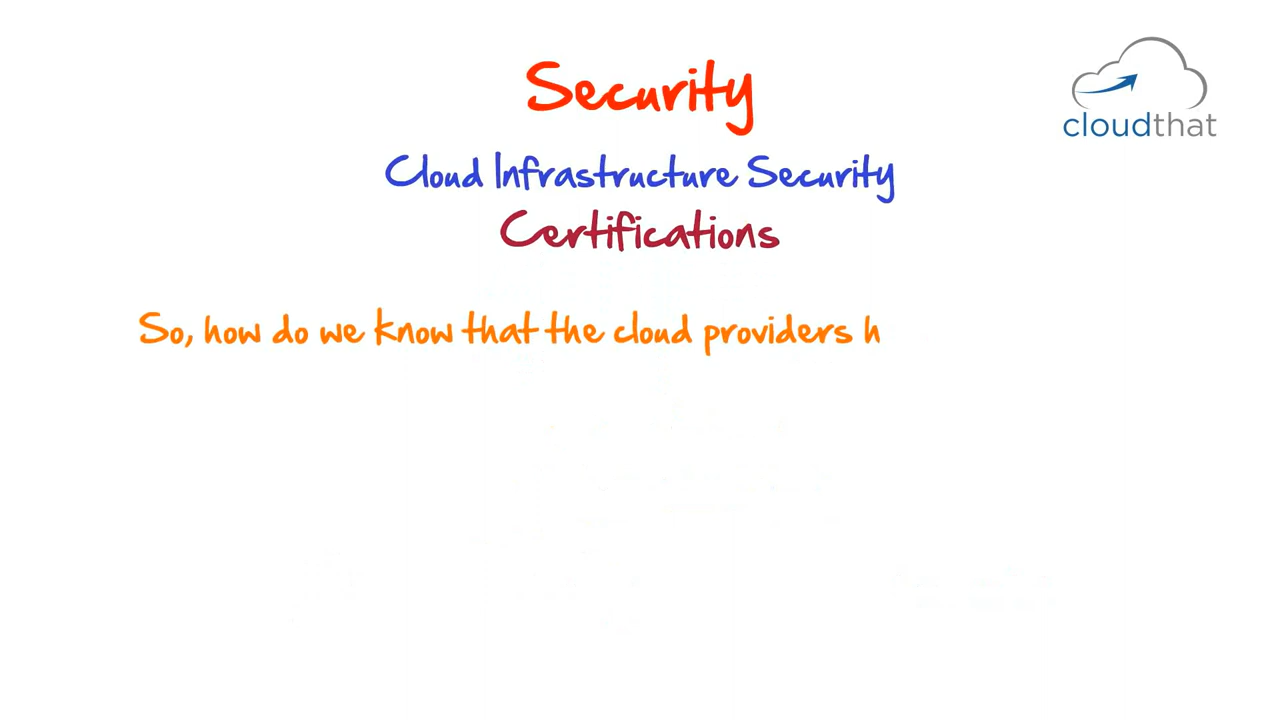 Security
cloudthat
Cloud Infrastructure Security
Certifications
So, how do we know that the cloud providers h